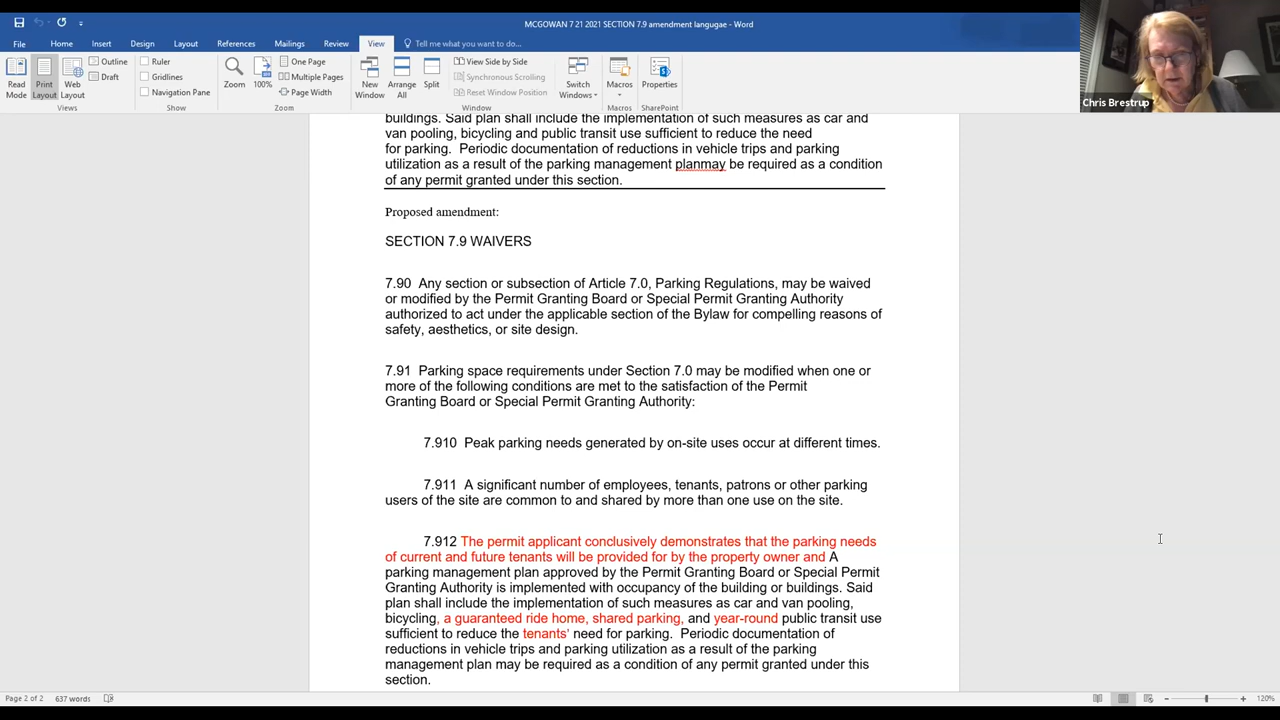 MCGOWAN 7 21 2021 SECTION 7.9 amendment langugae - Word
File Home Insert Design Layout References Mailings Review View Tell me what you want to do...
Read Mode
Print Layout
Web Layout
Outline
Draft
Views
Ruler
Gridlines
Navigation Pane
Show
Zoom
100%
One Page
Multiple Pages
Page Width
Zoom
New Window
Arrange All
Split
View Side by Side
Synchronous Scrolling
Reset Window Position
Window
Switch Windows
Macros
Macros
Properties
SharePoint
Chris Brestrup
buildings. Said plan shall include the implementation of such measures as car and
van pooling, bicycling and public transit use sufficient to reduce the need
for parking. Periodic documentation of reductions in vehicle trips and parking
utilization as a result of the parking management planmay be required as a condition
of any permit granted under this section.
Proposed amendment:
SECTION 7.9 WAIVERS
7.90 Any section or subsection of Article 7.0, Parking Regulations, may be waived
or modified by the Permit Granting Board or Special Permit Granting Authority
authorized to act under the applicable section of the Bylaw for compelling reasons of
safety, aesthetics, or site design.
7.91 Parking space requirements under Section 7.0 may be modified when one or
more of the following conditions are met to the satisfaction of the Permit
Granting Board or Special Permit Granting Authority:
7.910 Peak parking needs generated by on-site uses occur at different times.
7.911 A significant number of employees, tenants, patrons or other parking
users of the site are common to and shared by more than one use on the site.
7.912 The permit applicant conclusively demonstrates that the parking needs
of current and future tenants will be provided for by the property owner and A
parking management plan approved by the Permit Granting Board or Special Permit
Granting Authority is implemented with occupancy of the building or buildings. Said
plan shall include the implementation of such measures as car and van pooling,
bicycling, a guaranteed ride home, shared parking, and year-round public transit use
sufficient to reduce the tenants' need for parking. Periodic documentation of
reductions in vehicle trips and parking utilization as a result of the parking
management plan may be required as a condition of any permit granted under this
section.
Page 2 of 2 637 words
120%